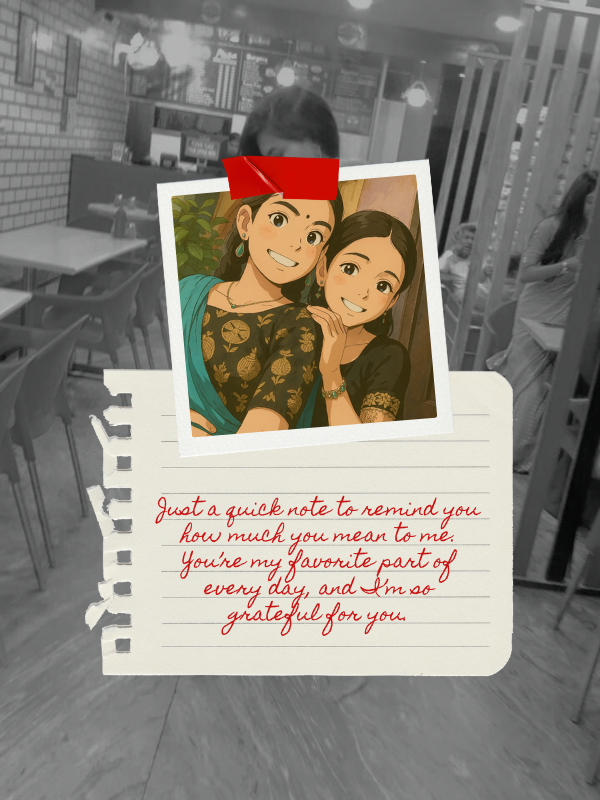 Just a quick note to remind you
how much you mean to me.
You're my favorite part of
every day, and I'm so
grateful for you.